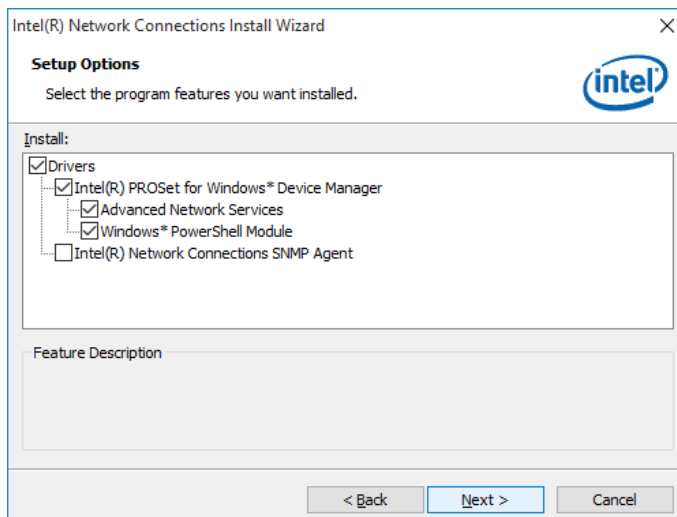 Intel(R) Network Connections Install Wizard
Setup Options
Select the program features you want installed.
intel
Install:
Drivers
Intel(R) PROSet for Windows* Device Manager
Advanced Network Services
Windows* PowerShell Module
Intel(R) Network Connections SNMP Agent
Feature Description
< Back
Next >
Cancel